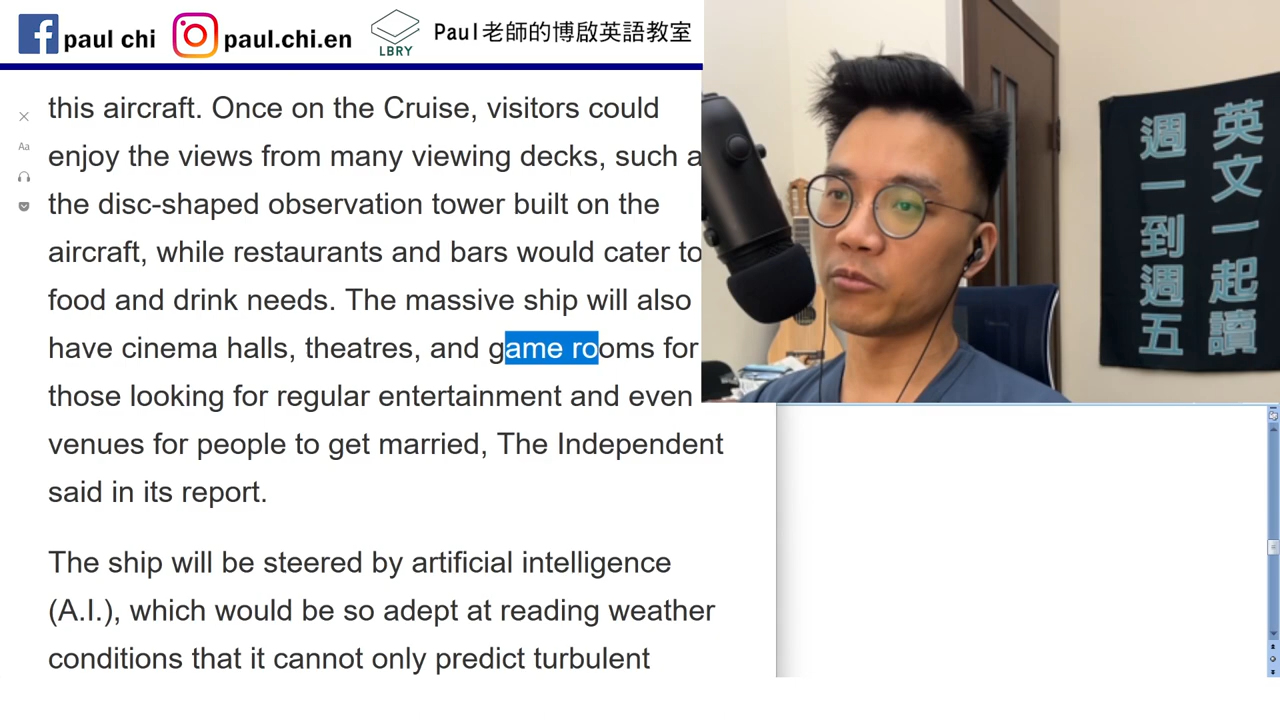 paul chi
paul.chi.en
LBRY
Paul老師的博啟英語教室
this aircraft. Once on the Cruise, visitors could
enjoy the views from many viewing decks, such a
the disc-shaped observation tower built on the
aircraft, while restaurants and bars would cater to
food and drink needs. The massive ship will also
have cinema halls, theatres, and game rooms for
those looking for regular entertainment and even
venues for people to get married, The Independent
said in its report.
The ship will be steered by artificial intelligence
(A.I.), which would be so adept at reading weather
conditions that it cannot only predict turbulent
Aa
英文一起讀
週一到週五